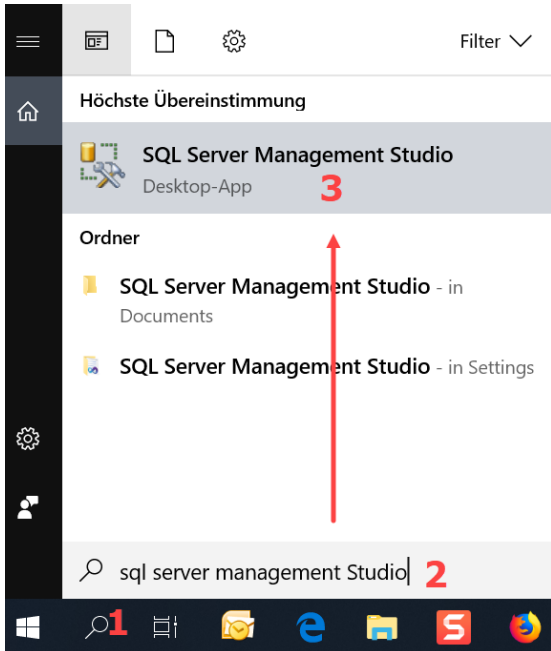 Filter
Höchste Übereinstimmung
SQL Server Management Studio
Desktop-App
3
Ordner
SQL Server Management Studio - in
Documents
SQL Server Management Studio - in Settings
sql server management Studio 2
1
S